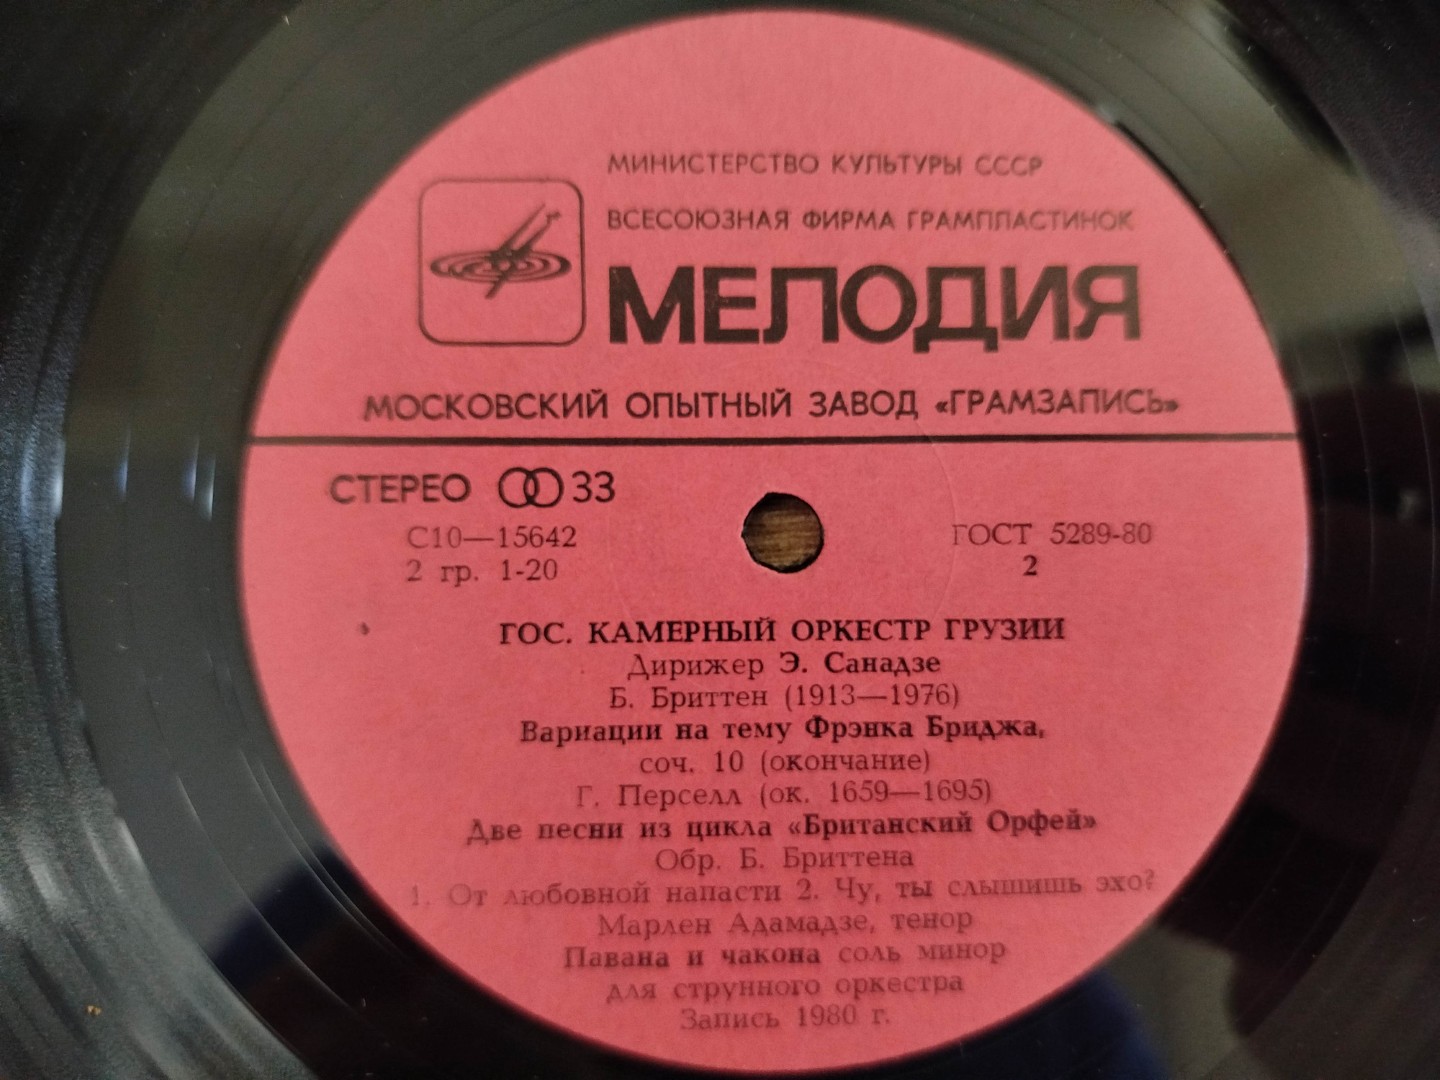 МИНИСТЕРСТВО КУЛЬТУРЫ СССР
ВСЕСОЮЗНАЯ ФИРМА ГРАМПЛАСТИНОК
МЕЛОДИЯ
МОСКОВСКИЙ ОПЫТНЫЙ ЗАВОД «ГРАМЗАПИСЬ»
СТЕРЕО 33
С10—15642
ГОСТ 5289-80
2 гр. 1-20
2
ГОС. КАМЕРНЫЙ ОРКЕСТР ГРУЗИИ
Дирижер Э. Санадзе
Б. Бриттен (1913—1976)
Вариации на тему Фрэнка Бриджа,
соч. 10 (окончание)
Г. Перселл (ок. 1659—1695)
Две песни из цикла «Британский Орфей»
Обр. Б. Бриттена
1. От любовной напасти 2. Чу, ты слышишь эхо?
Марлен Адамадзе, тенор
Павана и чакона соль минор
для струнного оркестра
Запись 1980 г.